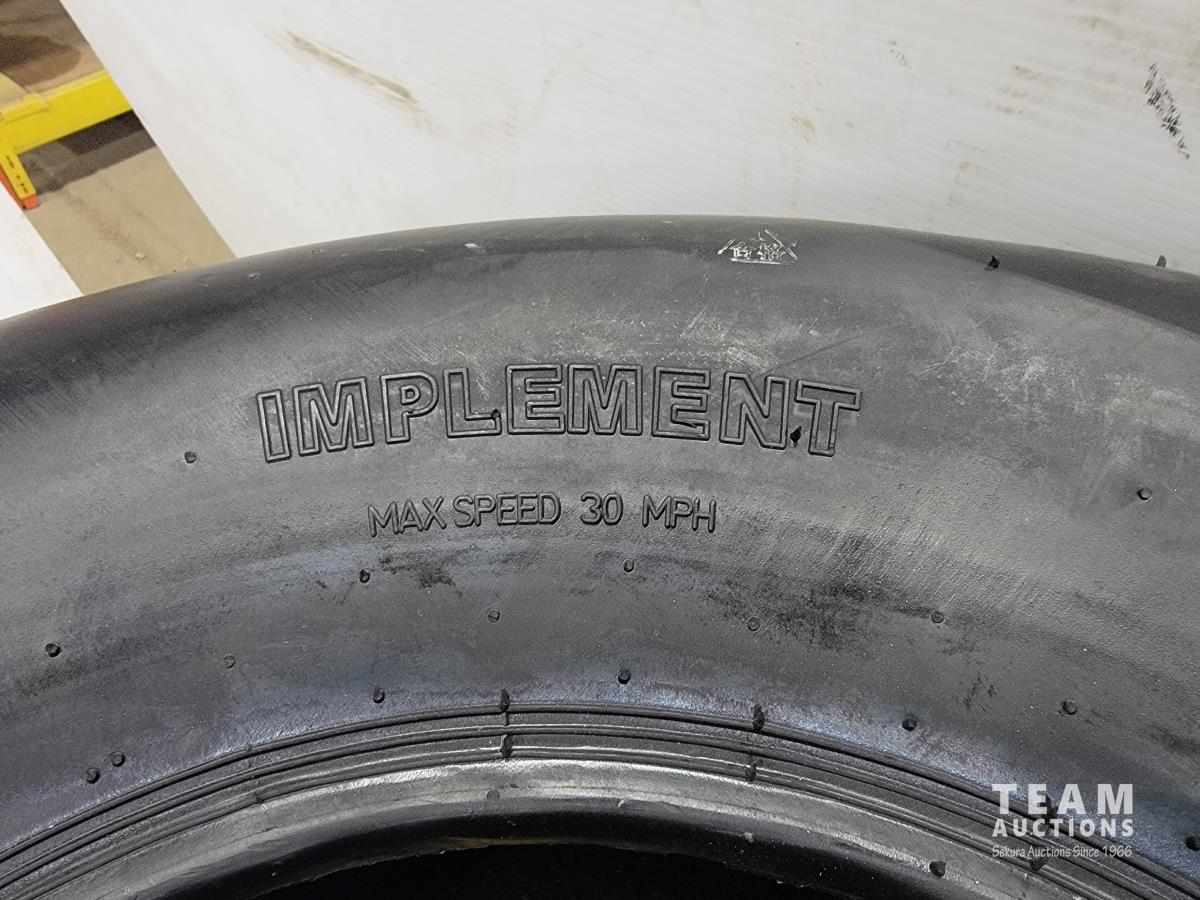 IMPLEMENT
MAX SPEED 30 MPH
TEAM
AUCTIONS
Sekura Auctions Since 1966